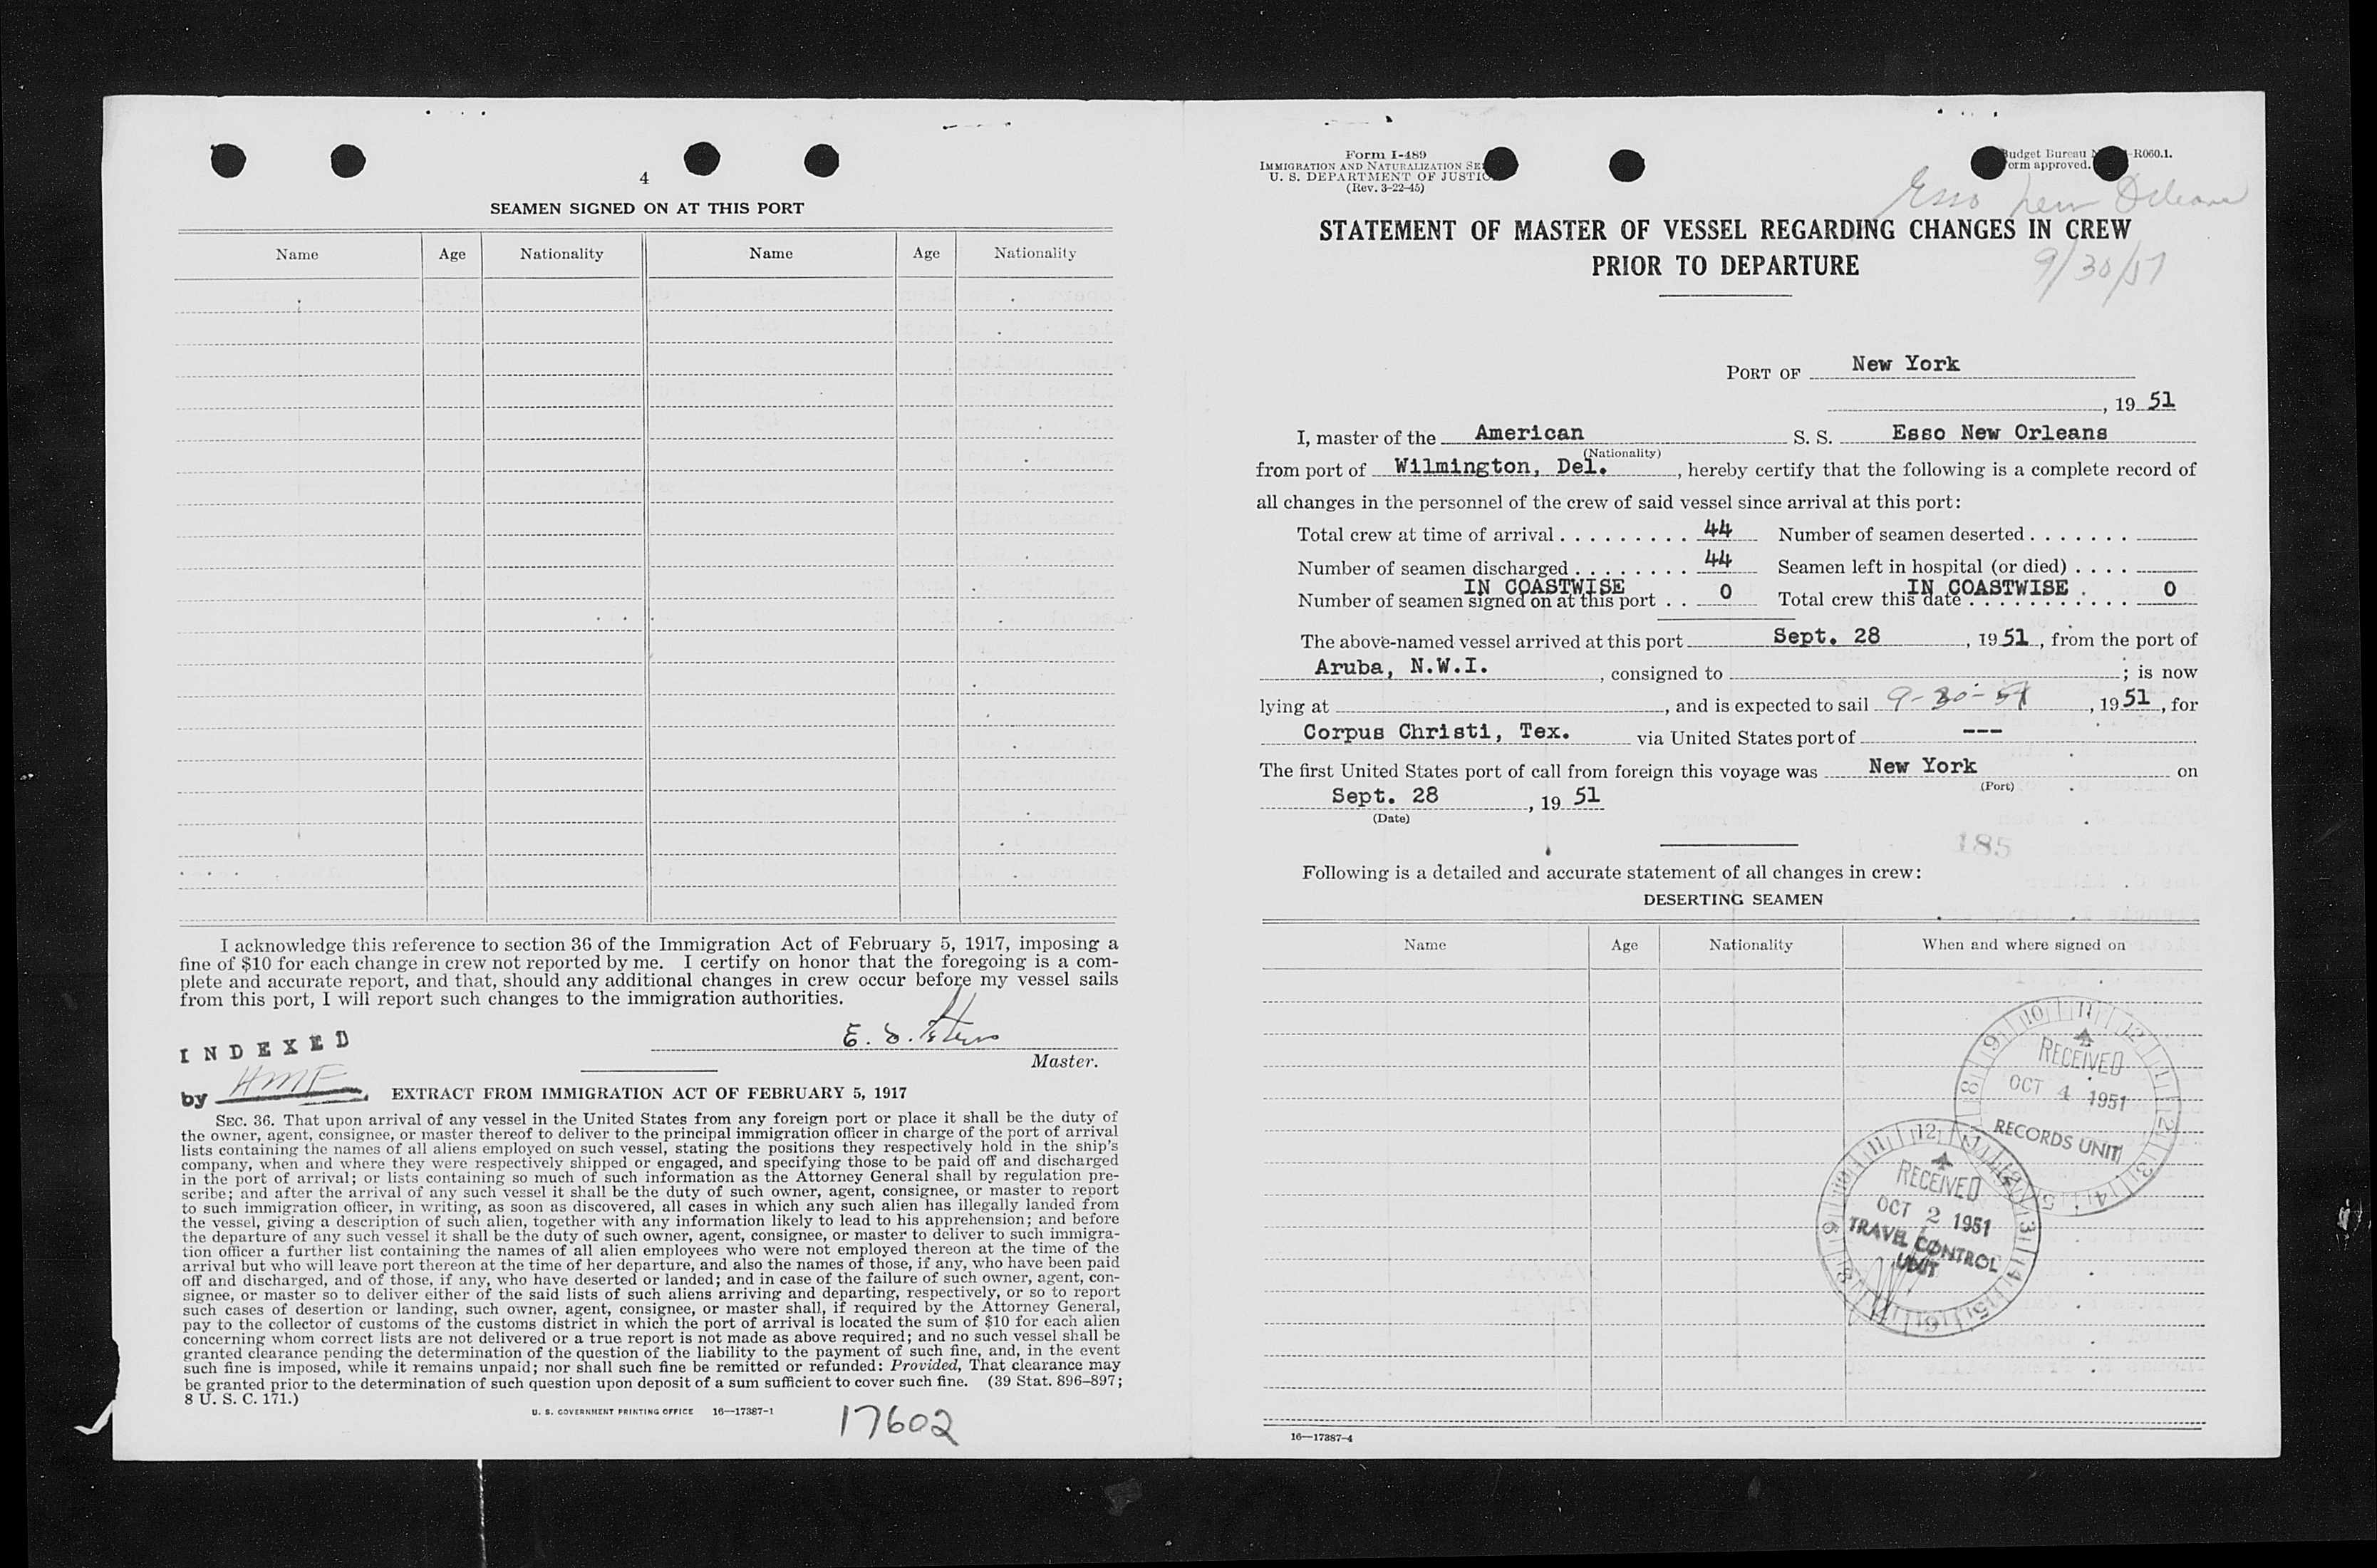 4
SEAMEN SIGNED ON AT THIS PORT
Name Age Nationality Name Age Nationality
I acknowledge this reference to section 36 of the Immigration Act of February 5, 1917, imposing a
fine of $10 for each change in crew not reported by me. I certify on honor that the foregoing is a com-
plete and accurate report, and that, should any additional changes in crew occur before my vessel sails
from this port, I will report such changes to the immigration authorities.
INDEXED
E. S.
Master.
by HMF
EXTRACT FROM IMMIGRATION ACT OF FEBRUARY 5, 1917
SEC. 36. That upon arrival of any vessel in the United States from any foreign port or place it shall be the duty of
the owner, agent, consignee, or master thereof to deliver to the principal immigration officer in charge of the port of arrival
lists containing the names of all aliens employed on such vessel, stating the positions they respectively hold in the ship's
company, when and where they were respectively shipped or engaged, and specifying those to be paid off and discharged
in the port of arrival; or lists containing so much of such information as the Attorney General shall by regulation pre-
scribe; and after the arrival of any such vessel it shall be the duty of such owner, agent, consignee, or master to report
to such immigration officer, in writing, as soon as discovered, all cases in which any such alien has illegally landed from
the vessel, giving a description of such alien, together with any information likely to lead to his apprehension; and before
the departure of any such vessel it shall be the duty of such owner, agent, consignee, or master to deliver to such immigra-
tion officer a further list containing the names of all alien employees who were not employed thereon at the time of the
arrival but who will leave port thereon at the time of her departure, and also the names of those, if any, who have been paid
off and discharged, and of those, if any, who have deserted or landed; and in case of the failure of such owner, agent, con-
signee, or master so to deliver either of the said lists of such aliens arriving and departing, respectively, or so to report
such cases of desertion or landing, such owner, agent, consignee, or master shall, if required by the Attorney General,
pay to the collector of customs of the customs district in which the port of arrival is located the sum of $10 for each alien
concerning whom correct lists are not delivered or a true report is not made as above required; and no such vessel shall be
granted clearance pending the determination of the question of the liability to the payment of such fine, and, in the event
such fine is imposed, while it remains unpaid; nor shall such fine be remitted or refunded: Provided, That clearance may
be granted prior to the determination of such question upon deposit of a sum sufficient to cover such fine. (39 Stat. 896–897;
8 U. S. C. 171.)
U. S. GOVERNMENT PRINTING OFFICE 16—17387-1
17602
Form I-489
IMMIGRATION AND NATURALIZATION SE
U. S. DEPARTMENT OF JUSTIC
(Rev. 3-22-45)
Budget Bureau N -R060.1.
Form approved.
Esso New Orleans
STATEMENT OF MASTER OF VESSEL REGARDING CHANGES IN CREW
PRIOR TO DEPARTURE
9/30/51
PORT OF New York
, 19 51
I, master of the American S. S. Esso New Orleans
(Nationality)
from port of Wilmington, Del. , hereby certify that the following is a complete record of
all changes in the personnel of the crew of said vessel since arrival at this port:
Total crew at time of arrival . . . . . . . . . 44 Number of seamen deserted . . . . . . .
Number of seamen discharged . . . . . . . . 44 Seamen left in hospital (or died) . . . .
IN COASTWISE IN COASTWISE
Number of seamen signed on at this port . . 0 Total crew this date . . . . . . . . . . . 0
The above-named vessel arrived at this port Sept. 28 , 19 51 , from the port of
Aruba, N.W.I. , consigned to ; is now
lying at , and is expected to sail 9-30-51 , 19 51 , for
Corpus Christi, Tex. via United States port of ---
The first United States port of call from foreign this voyage was New York on
(Port)
Sept. 28 , 19 51
(Date)
185
Following is a detailed and accurate statement of all changes in crew:
DESERTING SEAMEN
Name Age Nationality When and where signed on
RECEIVED
OCT 4 1951
RECORDS UNIT
RECEIVED
OCT 2 1951
TRAVEL CONTROL
UNIT
16—17387-4